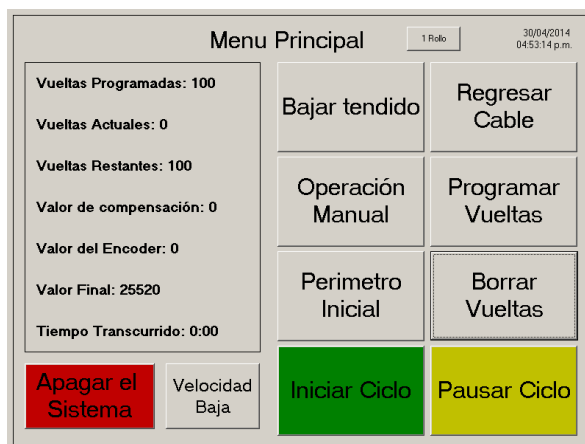 Menu Principal
1 Rollo
30/04/2014
04:53:14 p.m.
Vueltas Programadas: 100
Vueltas Actuales: 0
Vueltas Restantes: 100
Valor de compensación: 0
Valor del Encoder: 0
Valor Final: 25520
Tiempo Transcurrido: 0:00
Bajar tendido
Regresar
Cable
Operación
Manual
Programar
Vueltas
Perimetro
Inicial
Borrar
Vueltas
Apagar el
Sistema
Velocidad
Baja
Iniciar Ciclo
Pausar Ciclo